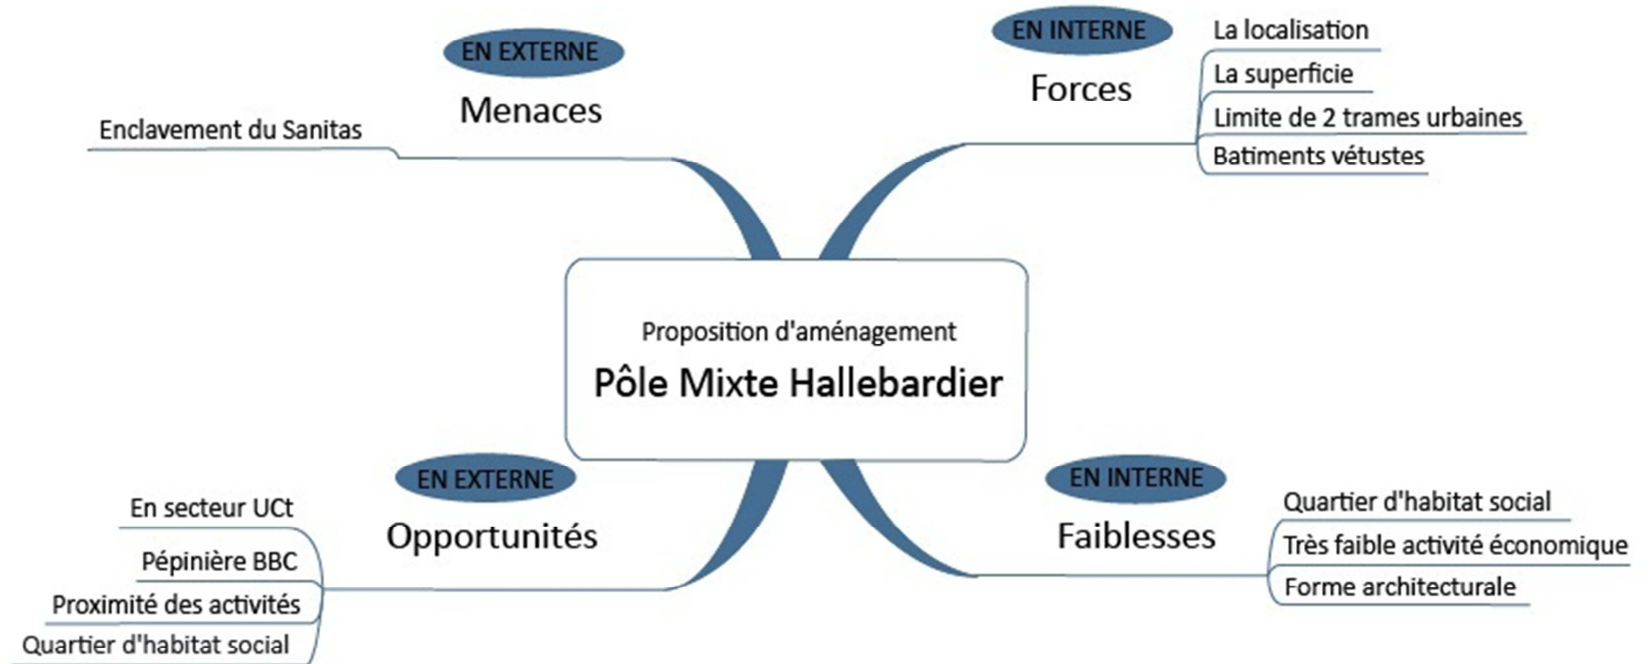 EN EXTERNE
Menaces
Enclavement du Sanitas
EN INTERNE
Forces
La localisation
La superficie
Limite de 2 trames urbaines
Batiments vétustes
Proposition d'aménagement
Pôle Mixte Hallebardier
EN EXTERNE
Opportunités
En secteur UCt
Pépinière BBC
Proximité des activités
Quartier d'habitat social
EN INTERNE
Faiblesses
Quartier d'habitat social
Très faible activité économique
Forme architecturale